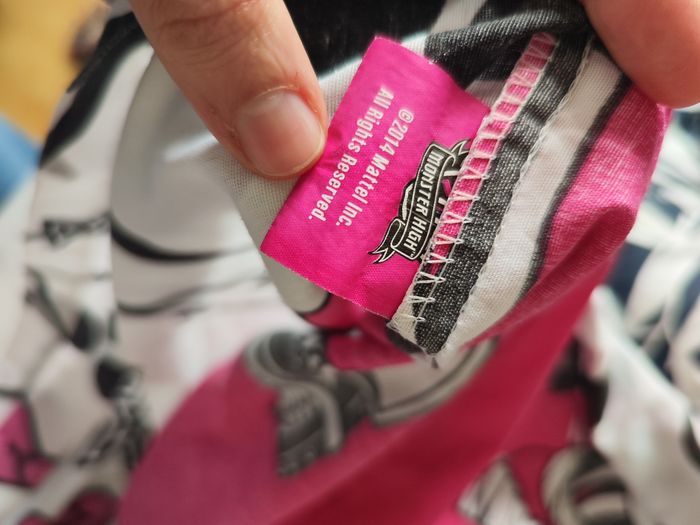 ©2014 Mattel Inc.
All Rights Reserved.
MONSTER HIGH